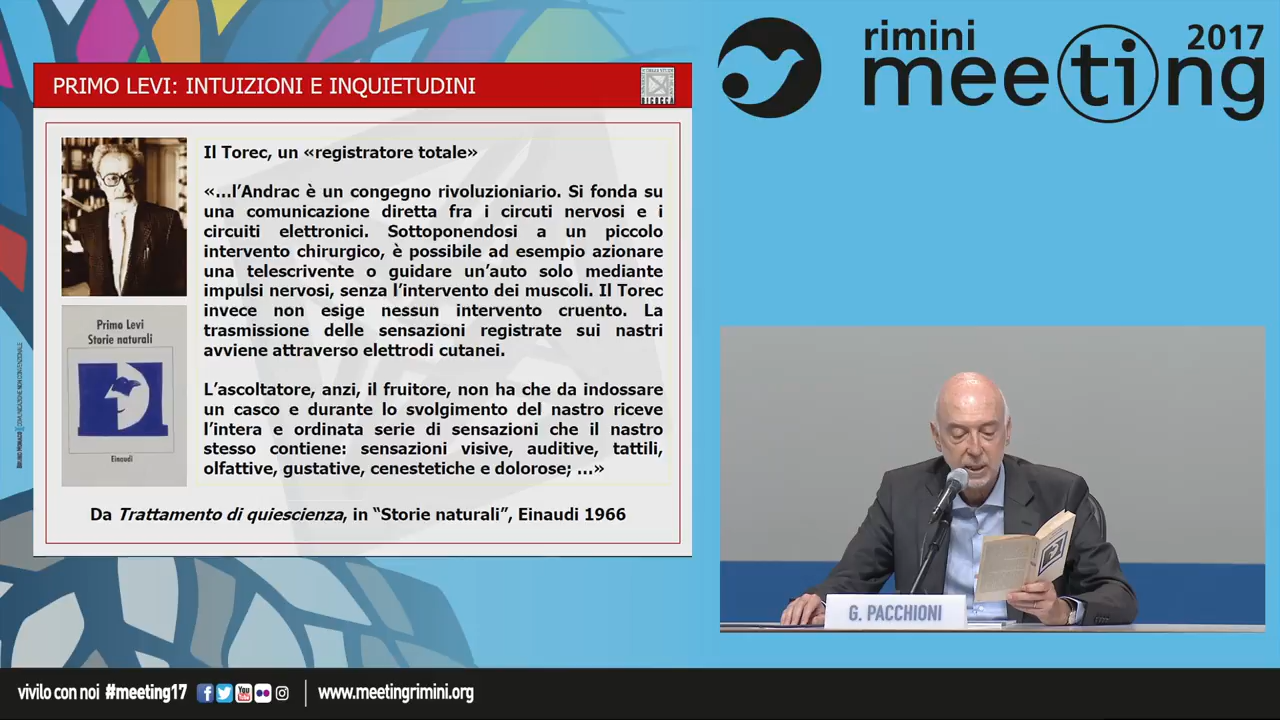 PRIMO LEVI: INTUIZIONI E INQUIETUDINI
BICOCCA
Il Torec, un «registratore totale»
«…l’Andrac è un congegno rivoluzioniario. Si fonda su
una comunicazione diretta fra i circuti nervosi e i
circuiti elettronici. Sottoponendosi a un piccolo
intervento chirurgico, è possibile ad esempio azionare
una telescrivente o guidare un’auto solo mediante
impulsi nervosi, senza l’intervento dei muscoli. Il Torec
invece non esige nessun intervento cruento. La
trasmissione delle sensazioni registrate sui nastri
avviene attraverso elettrodi cutanei.
L’ascoltatore, anzi, il fruitore, non ha che da indossare
un casco e durante lo svolgimento del nastro riceve
l’intera e ordinata serie di sensazioni che il nastro
stesso contiene: sensazioni visive, auditive, tattili,
olfattive, gustative, cenestetiche e dolorose; …»
Primo Levi
Storie naturali
Einaudi
Da Trattamento di quiescienza, in “Storie naturali”, Einaudi 1966
rimini 2017
meeting
G. PACCHIONI
vivilo con noi #meeting17
You
Tube
www.meetingrimini.org